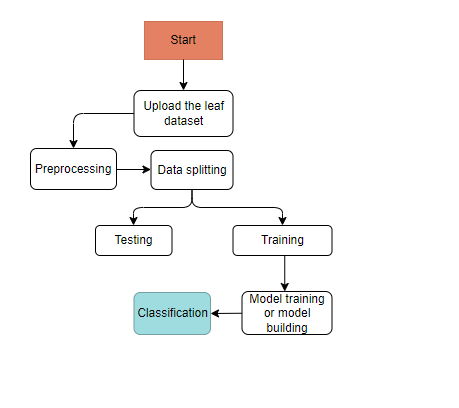 Start
Upload the leaf
dataset
Preprocessing
Data splitting
Testing
Training
Classification
Model training
or model
building